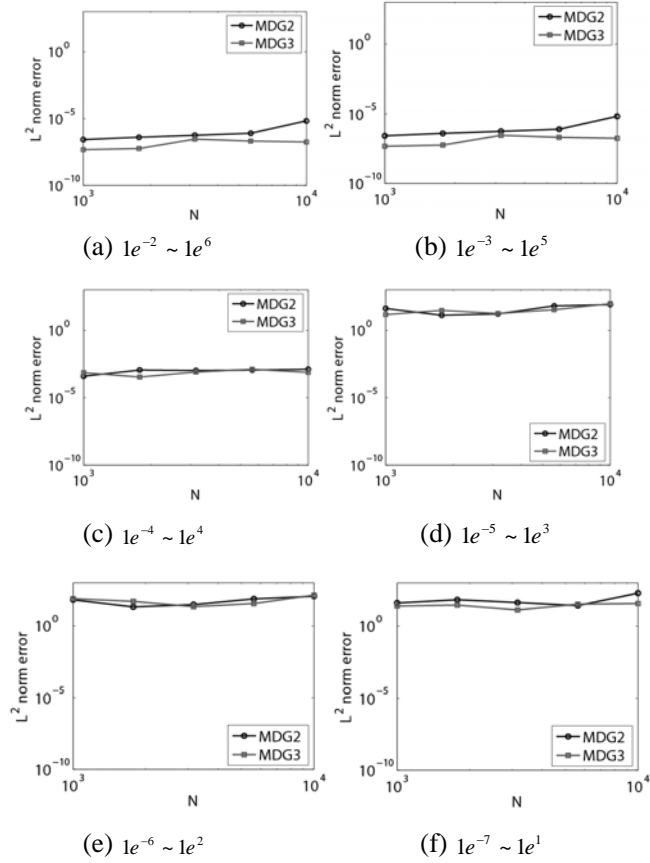 MDG2
MDG3
10^0
10^-5
10^-10
L^2 norm error
10^3
10^4
N
(a) 1e^-2 ~ 1e^6
MDG2
MDG3
10^0
10^-5
10^-10
L^2 norm error
10^3
10^4
N
(b) 1e^-3 ~ 1e^5
MDG2
MDG3
10^0
10^-5
10^-10
L^2 norm error
10^3
10^4
N
(c) 1e^-4 ~ 1e^4
10^0
10^-5
10^-10
L^2 norm error
MDG2
MDG3
10^3
10^4
N
(d) 1e^-5 ~ 1e^3
10^0
10^-5
10^-10
L^2 norm error
MDG2
MDG3
10^3
10^4
N
(e) 1e^-6 ~ 1e^2
10^0
10^-5
10^-10
L^2 norm error
MDG2
MDG3
10^3
10^4
N
(f) 1e^-7 ~ 1e^1